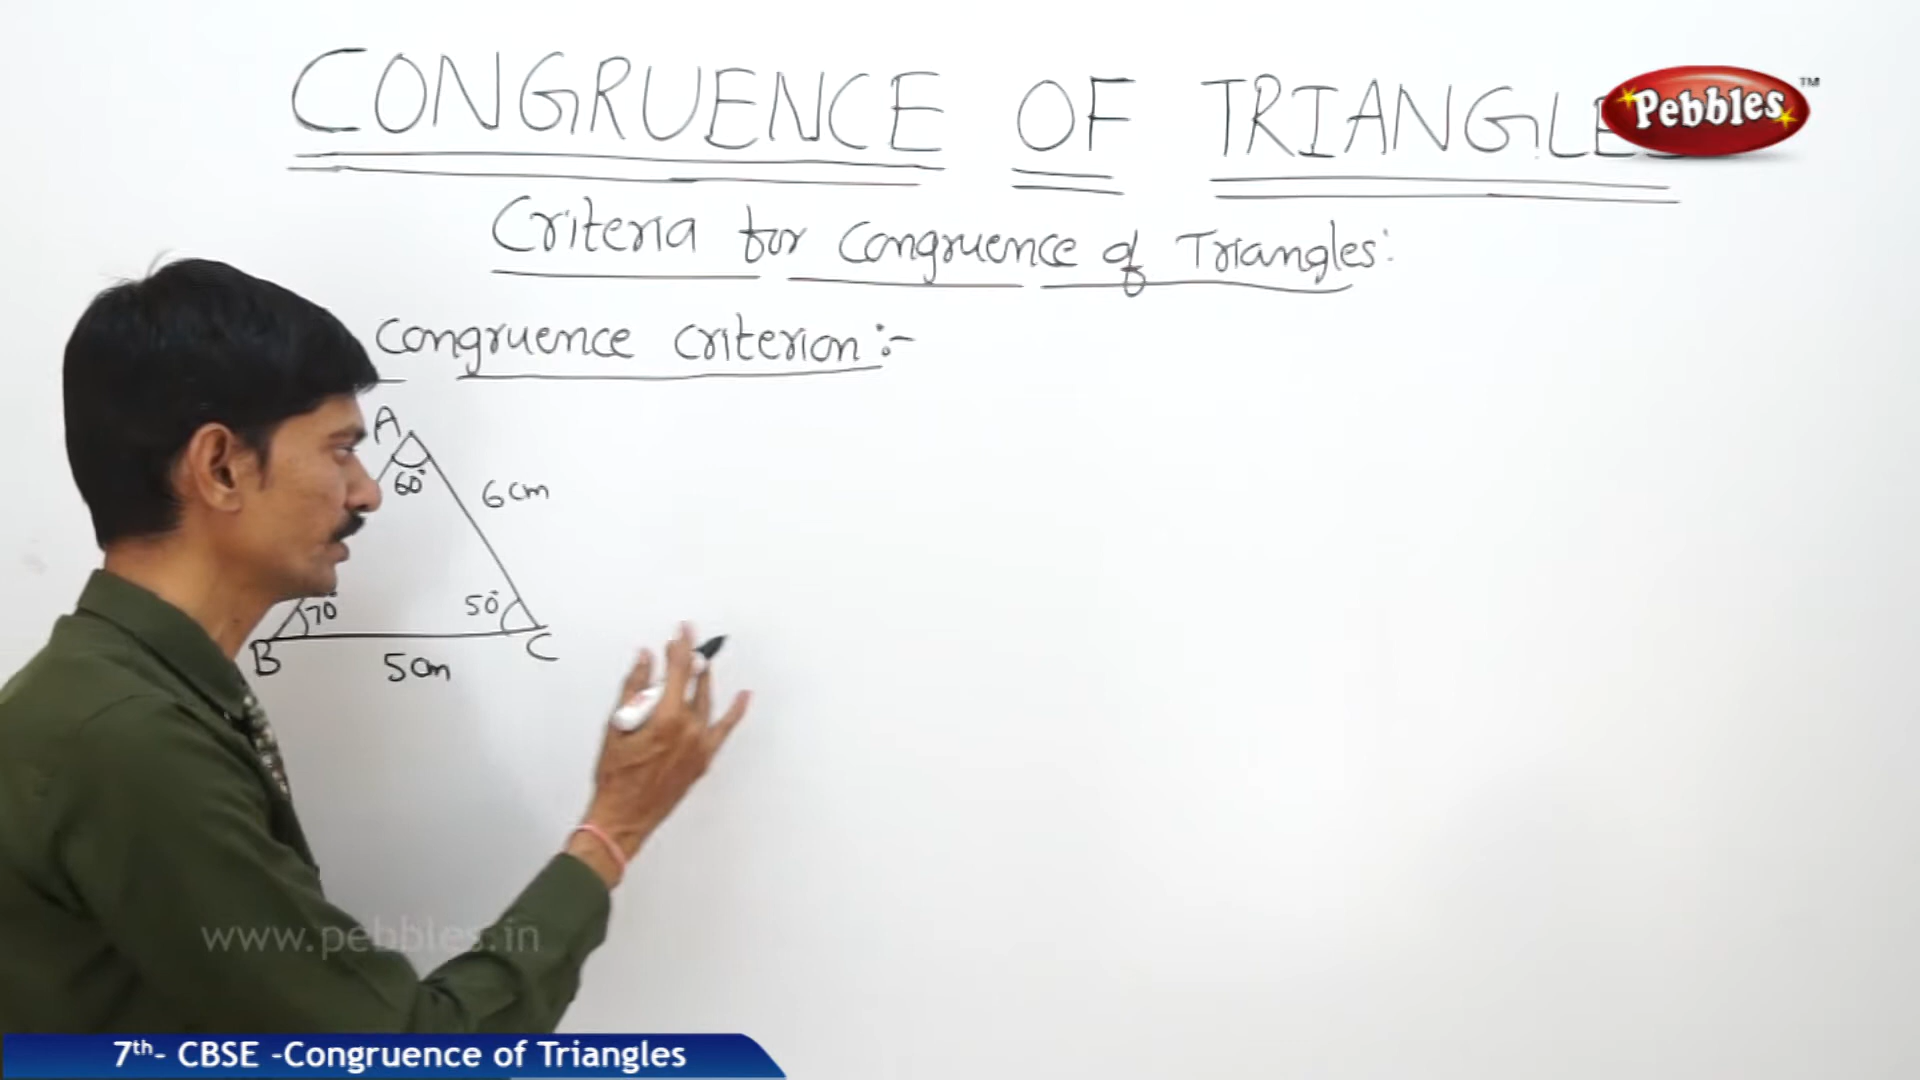 CONGRUENCE OF TRIANGLE
Pebbles™
Criteria for Congruence of Triangles:
Congruence criterion :-
A
60°
6cm
70°
50°
B
C
5cm
www.pebbles.in
7th- CBSE -Congruence of Triangles